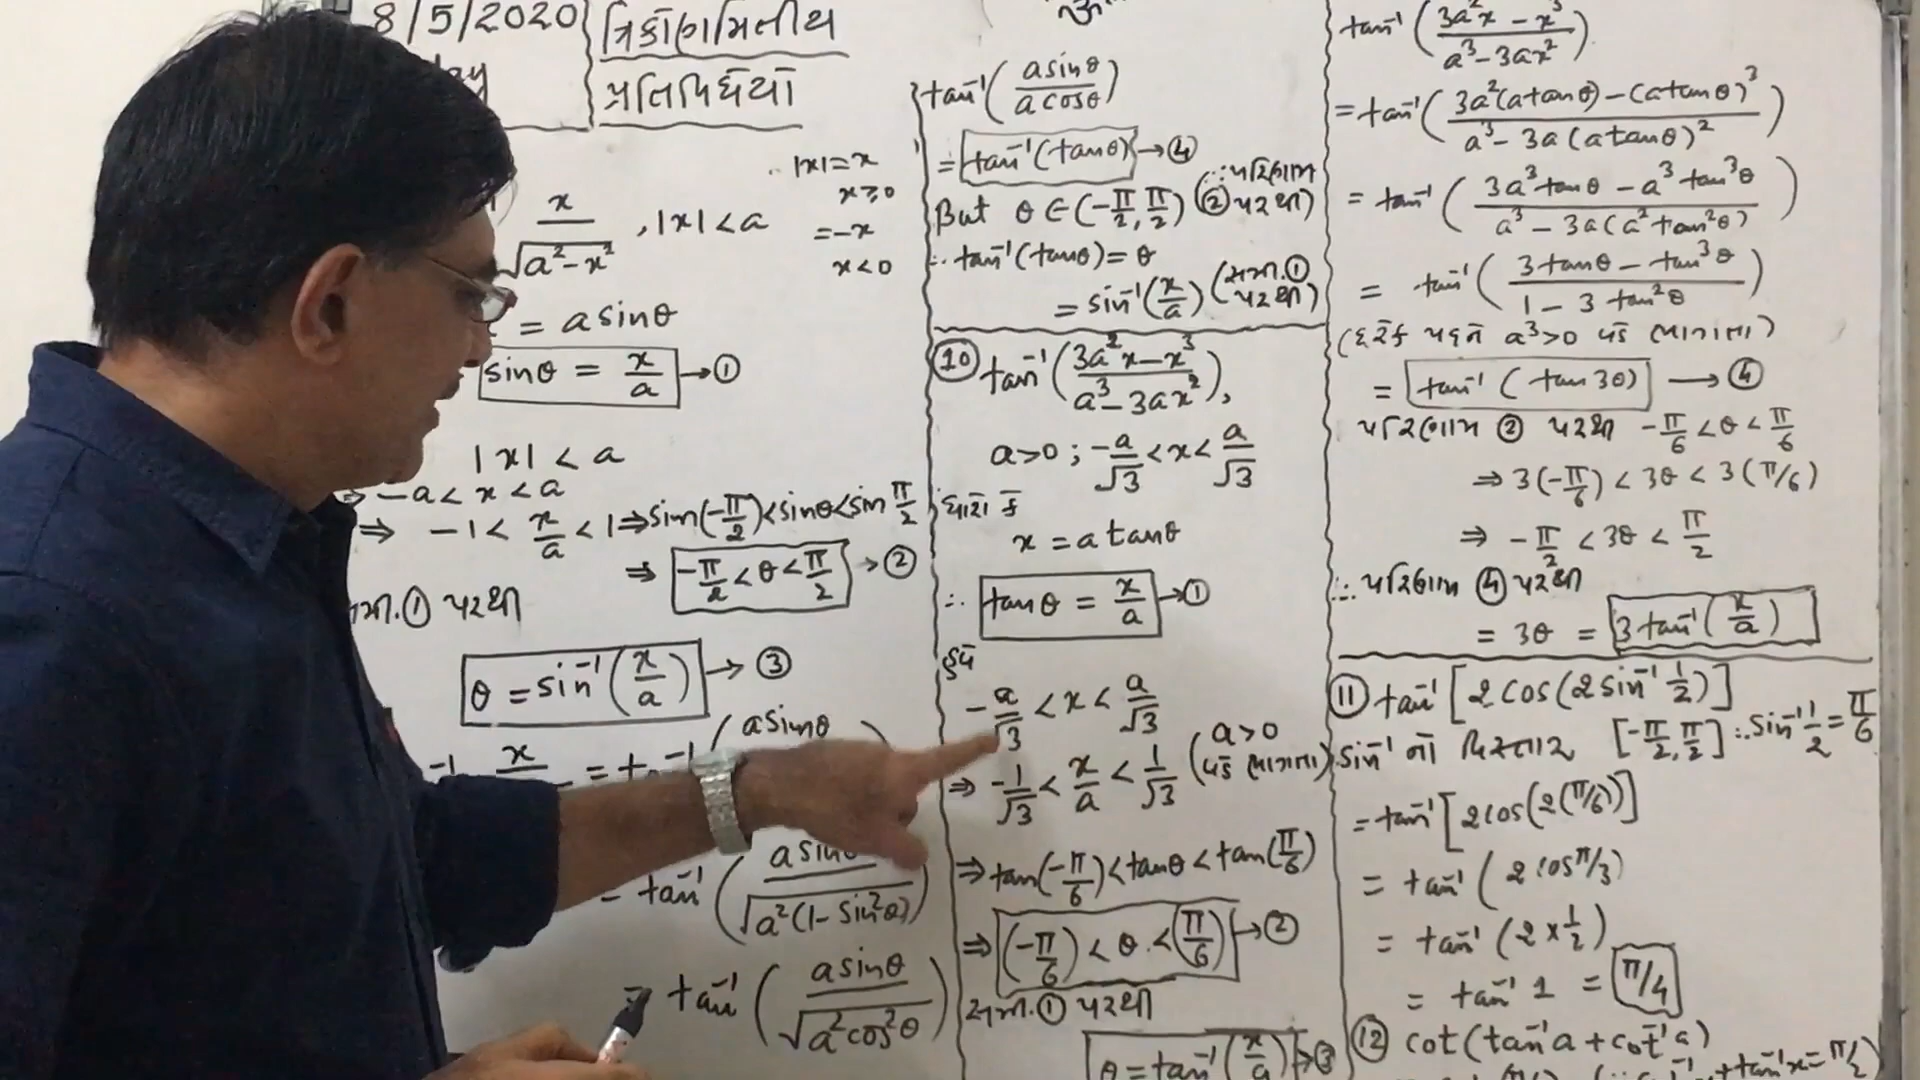 8/5/2020
ત્રિકોણમિતીય
પ્રતિવિધેયો
|x| = x
x ≥ 0
= -x
x < 0
x/√(a² - x²) , |x| < a
= a sinθ
sinθ = x/a → ①
|x| < a
⇒ -a < x < a
⇒ -1 < x/a < 1 ⇒ sin(-π/2) < sinθ < sin π/2
⇒ -π/2 < θ < π/2 → ②
① પરથી
θ = sin⁻¹(x/a) → ③
= tan⁻¹(a sinθ/√(a²(1 - sin²θ)))
= tan⁻¹(a sinθ/√(a²cos²θ))
tan⁻¹(a sinθ/a cosθ)
= tan⁻¹(tanθ) → ④
But θ ∈ (-π/2, π/2) (∵ પરિણામ ② પરથી)
∴ tan⁻¹(tanθ) = θ
= sin⁻¹(x/a) (સમી. ① પરથી)
⑩ tan⁻¹(3a²x - x³/a³ - 3ax²),
a > 0 ; -a/√3 < x < a/√3
ધારો કે
x = a tanθ
∴ tanθ = x/a → ①
હવે
-a/√3 < x < a/√3
⇒ -1/√3 < x/a < 1/√3 (a > 0 વડે ભાગતા)
⇒ tan(-π/6) < tanθ < tan(π/6)
⇒ (-π/6) < θ < (π/6) → ②
સમી. ① પરથી
θ = tan⁻¹(x/a) → ③
tan⁻¹(3a²x - x³/a³ - 3ax²)
= tan⁻¹(3a²(a tanθ) - (a tanθ)³/a³ - 3a(a tanθ)²)
= tan⁻¹(3a³ tanθ - a³ tan³θ/a³ - 3a(a² tan²θ))
= tan⁻¹(3 tanθ - tan³θ/1 - 3 tan²θ)
(દરેક પદને a³ > 0 વડે ભાગતા)
= tan⁻¹(tan 3θ) → ④
પરિણામ ② પરથી -π/6 < θ < π/6
⇒ 3(-π/6) < 3θ < 3(π/6)
⇒ -π/2 < 3θ < π/2
∴ પરિણામ ④ પરથી
= 3θ = 3 tan⁻¹(x/a)
⑪ tan⁻¹[2 cos(2 sin⁻¹ 1/2)]
sin⁻¹ નો વિસ્તાર [-π/2, π/2] ∴ sin⁻¹ 1/2 = π/6
= tan⁻¹[2 cos(2(π/6))]
= tan⁻¹(2 cos π/3)
= tan⁻¹(2 × 1/2)
= tan⁻¹ 1 = π/4
⑫ cot(tan⁻¹a + cot⁻¹a)
+ tan⁻¹x = π/2)